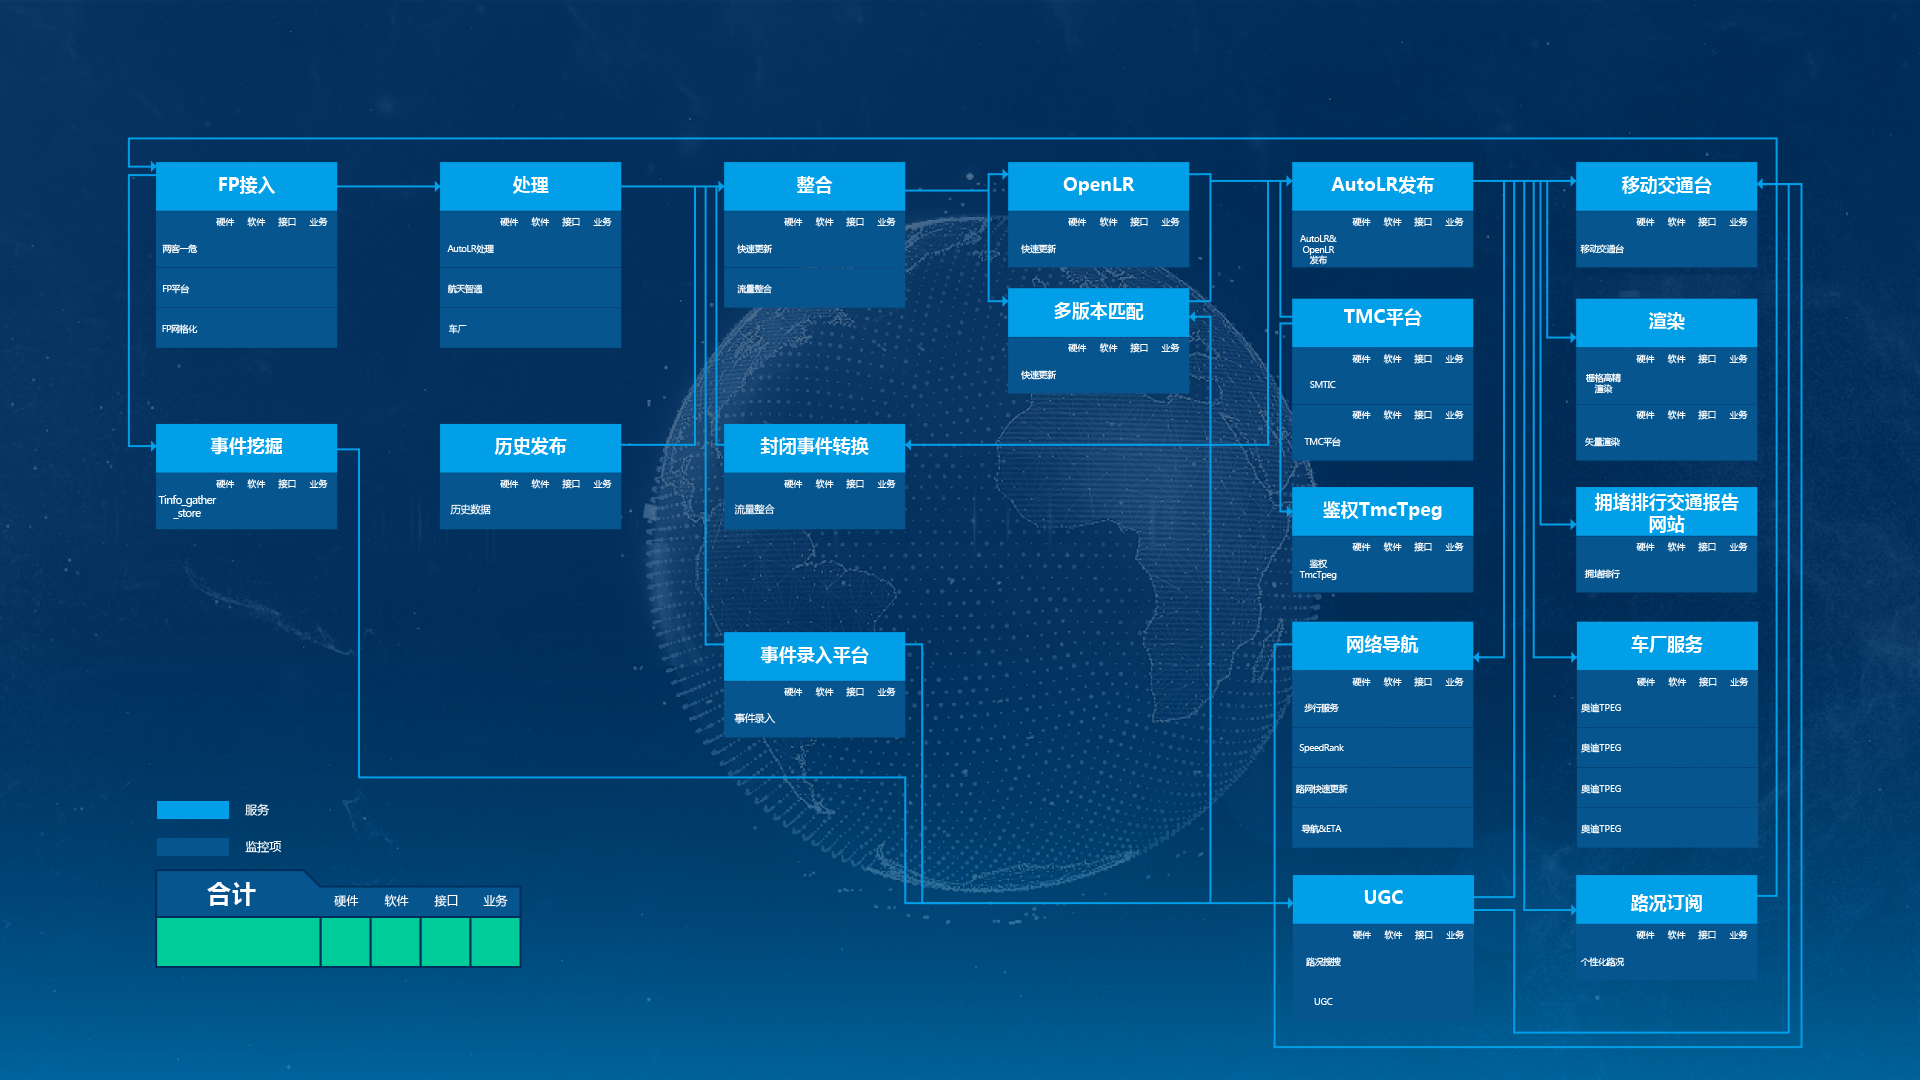 FP接入
硬件 软件 接口 业务
两客一危
FP平台
FP网格化
处理
硬件 软件 接口 业务
AutoLR处理
航天智通
车厂
整合
硬件 软件 接口 业务
快速更新
流量整合
OpenLR
硬件 软件 接口 业务
快速更新
多版本匹配
硬件 软件 接口 业务
快速更新
AutoLR发布
硬件 软件 接口 业务
AutoLR&
OpenLR
发布
移动交通台
硬件 软件 接口 业务
移动交通台
TMC平台
硬件 软件 接口 业务
SMTIC
硬件 软件 接口 业务
TMC平台
渲染
硬件 软件 接口 业务
栅格高精
渲染
硬件 软件 接口 业务
矢量渲染
事件挖掘
硬件 软件 接口 业务
Tinfo_gather
_store
历史发布
硬件 软件 接口 业务
历史数据
封闭事件转换
硬件 软件 接口 业务
流量整合
鉴权TmcTpeg
硬件 软件 接口 业务
鉴权
TmcTpeg
拥堵排行交通报告
网站
硬件 软件 接口 业务
拥堵排行
事件录入平台
硬件 软件 接口 业务
事件录入
网络导航
硬件 软件 接口 业务
步行服务
SpeedRank
路网快速更新
导航&ETA
车厂服务
硬件 软件 接口 业务
奥迪TPEG
奥迪TPEG
奥迪TPEG
奥迪TPEG
UGC
硬件 软件 接口 业务
路况搜搜
UGC
路况订阅
硬件 软件 接口 业务
个性化路况
服务
监控项
合计 硬件 软件 接口 业务